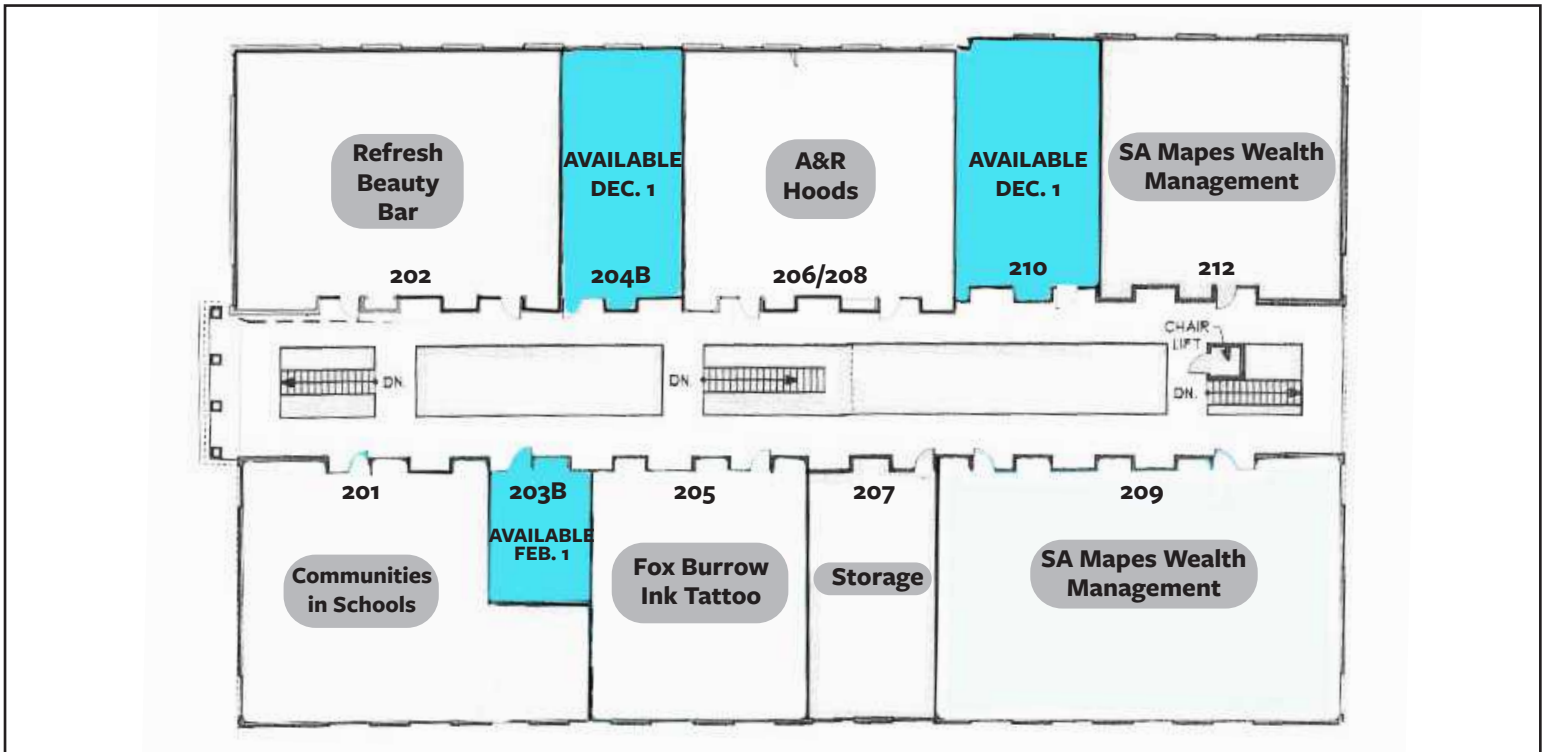 Refresh
Beauty
Bar
202
AVAILABLE
DEC. 1
204B
A&R
Hoods
206/208
AVAILABLE
DEC. 1
210
SA Mapes Wealth
Management
212
CHAIR
LIFT
DN.
DN.
DN.
201
Communities
in Schools
203B
AVAILABLE
FEB. 1
205
Fox Burrow
Ink Tattoo
207
Storage
209
SA Mapes Wealth
Management